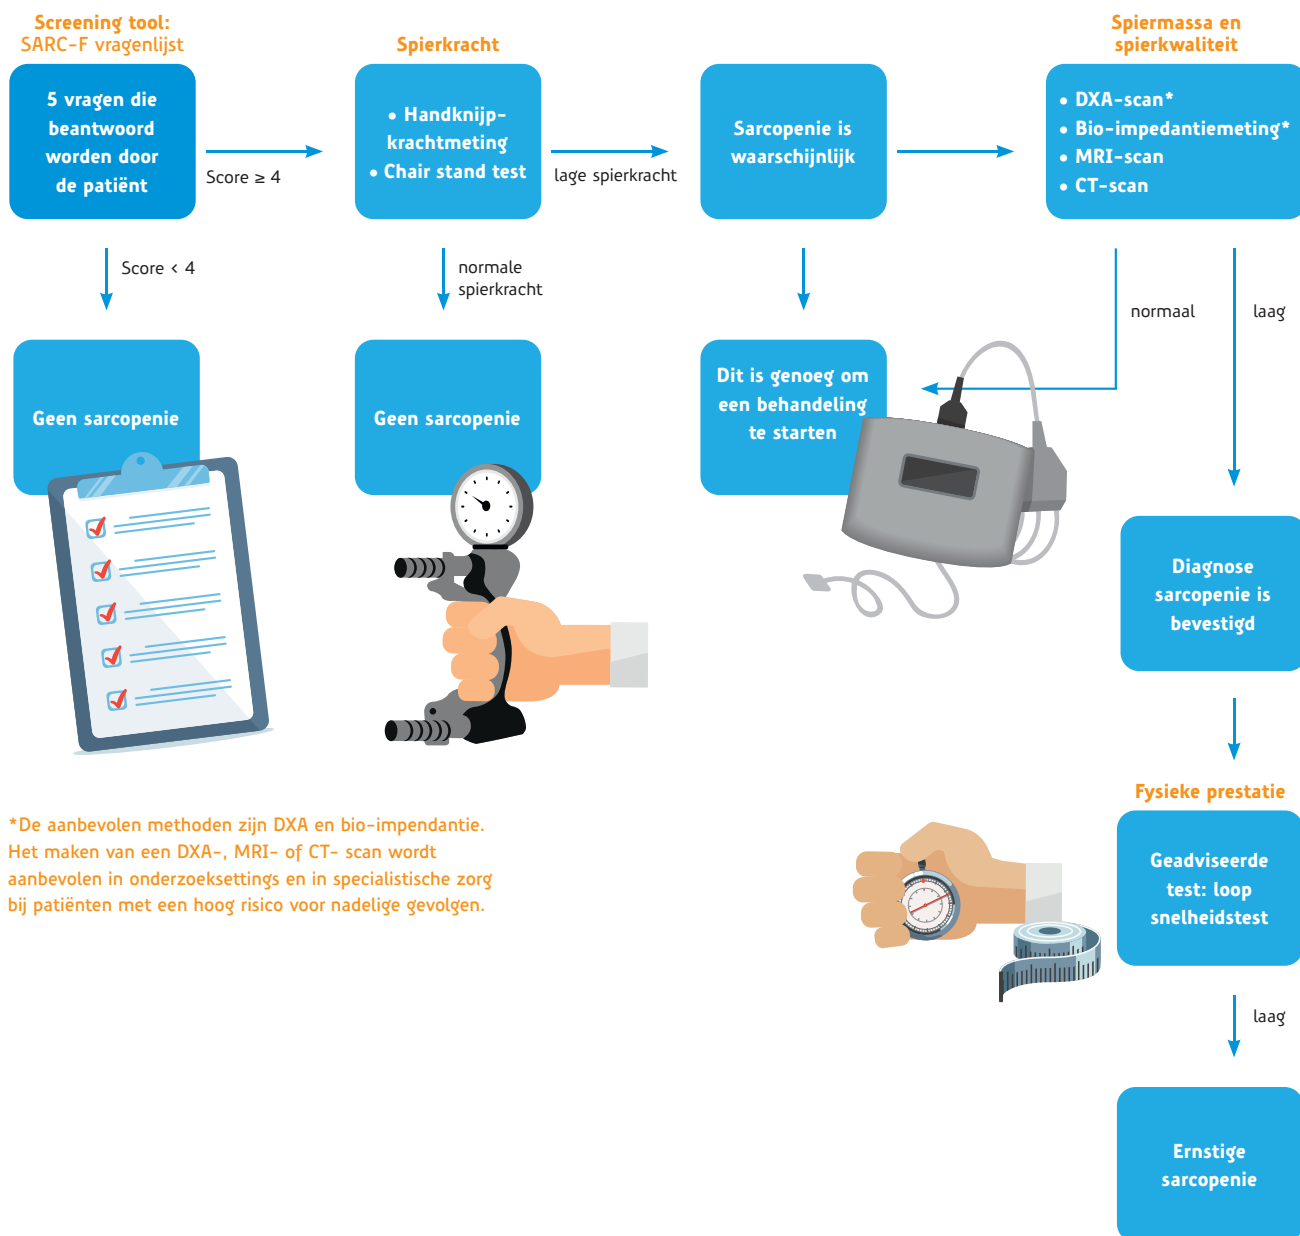 Screening tool:
SARC-F vragenlijst
5 vragen die
beantwoord
worden door
de patiënt
Score ≥ 4
Score < 4
Geen sarcopenie
Spierkracht
• Handknijp-
krachtmeting
• Chair stand test
lage spierkracht
normale
spierkracht
Geen sarcopenie
Sarcopenie is
waarschijnlijk
Dit is genoeg om
een behandeling
te starten
Spiermassa en
spierkwaliteit
• DXA-scan*
• Bio-impedantiemeting*
• MRI-scan
• CT-scan
normaal
laag
Diagnose
sarcopenie is
bevestigd
Fysieke prestatie
Geadviseerde
test: loop
snelheidstest
laag
Ernstige
sarcopenie
*De aanbevolen methoden zijn DXA en bio-impendantie.
Het maken van een DXA-, MRI- of CT- scan wordt
aanbevolen in onderzoeksettings en in specialistische zorg
bij patiënten met een hoog risico voor nadelige gevolgen.